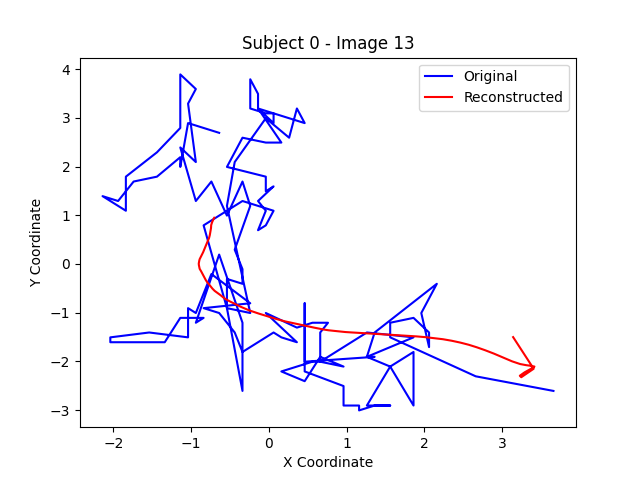 Subject 0 - Image 13
Original
Reconstructed
4
3
2
1
0
−1
−2
−3
Y Coordinate
−2 −1 0 1 2 3
X Coordinate